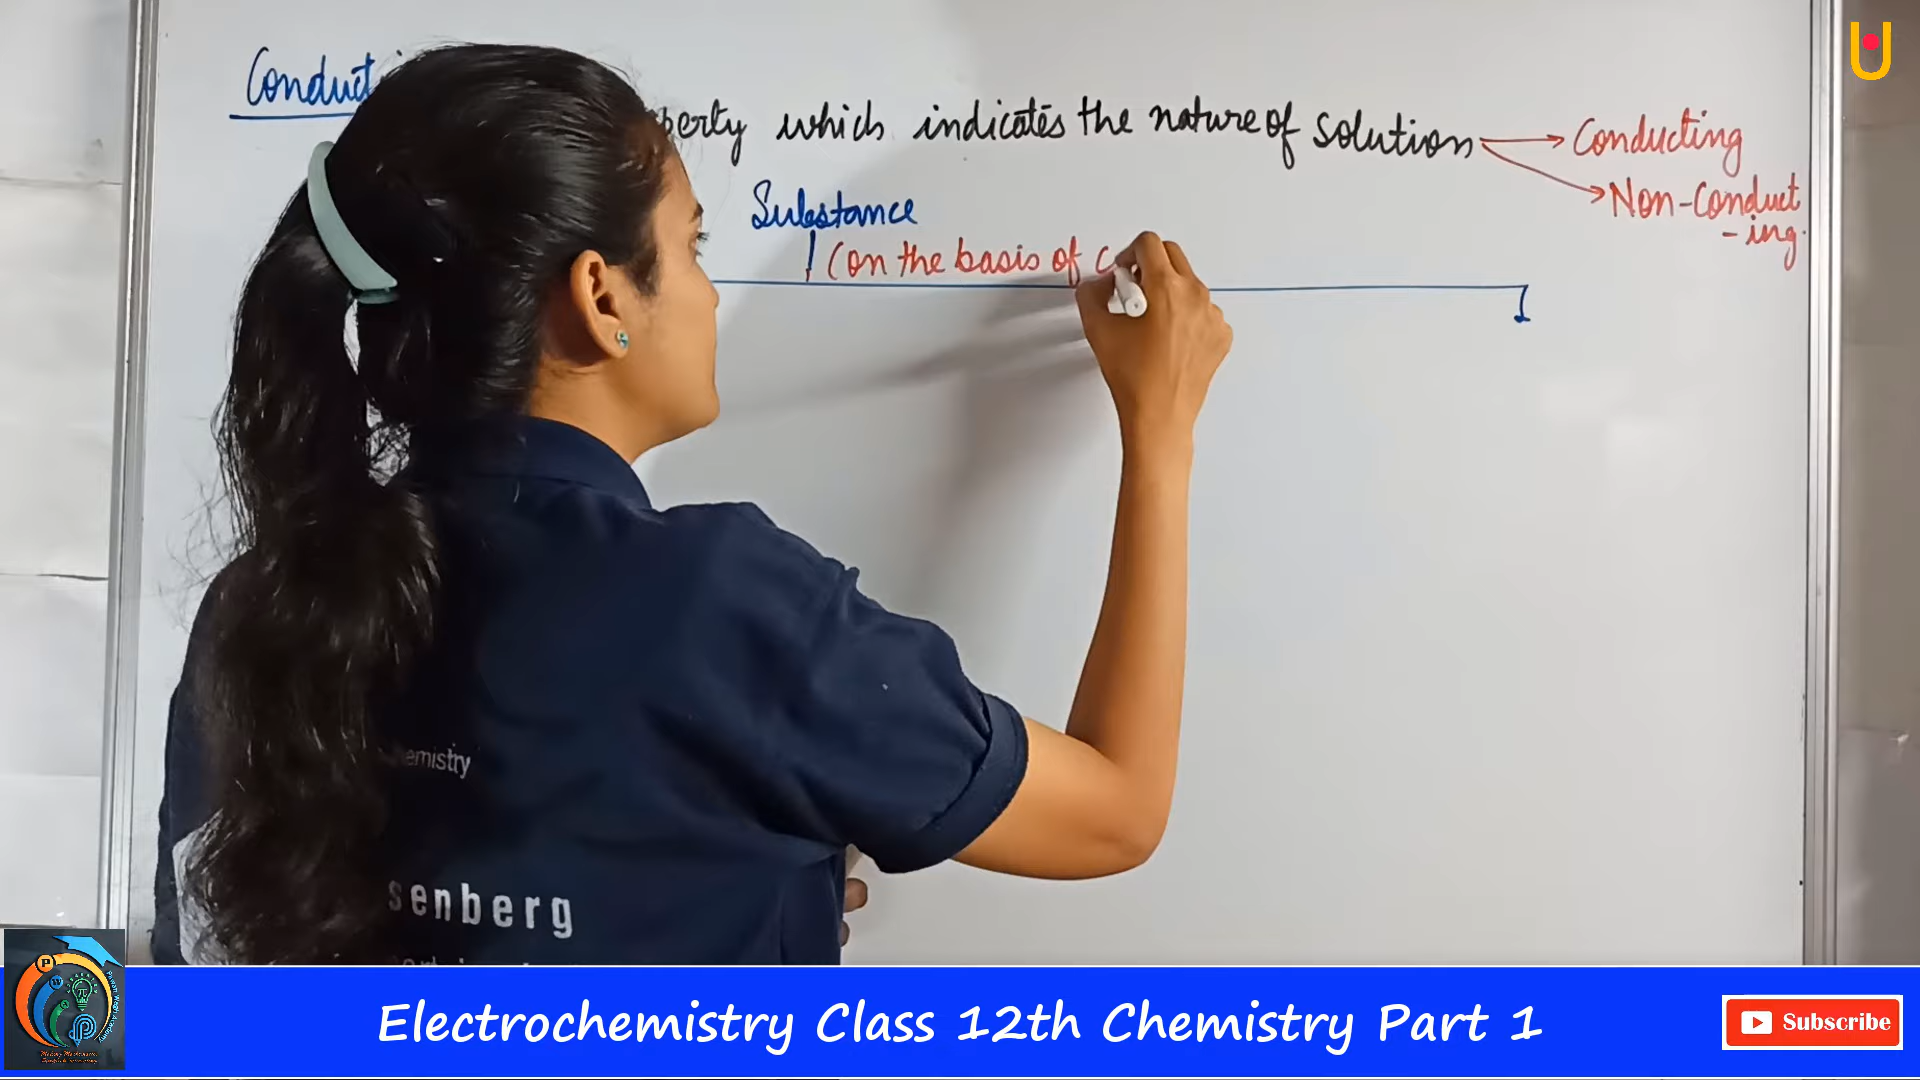 Conduct
perty which indicates the nature of solution → Conducting
→ Non-Conduct
-ing.
Substance
(on the basis of c
emistry
senberg
Electrochemistry Class 12th Chemistry Part 1
Subscribe